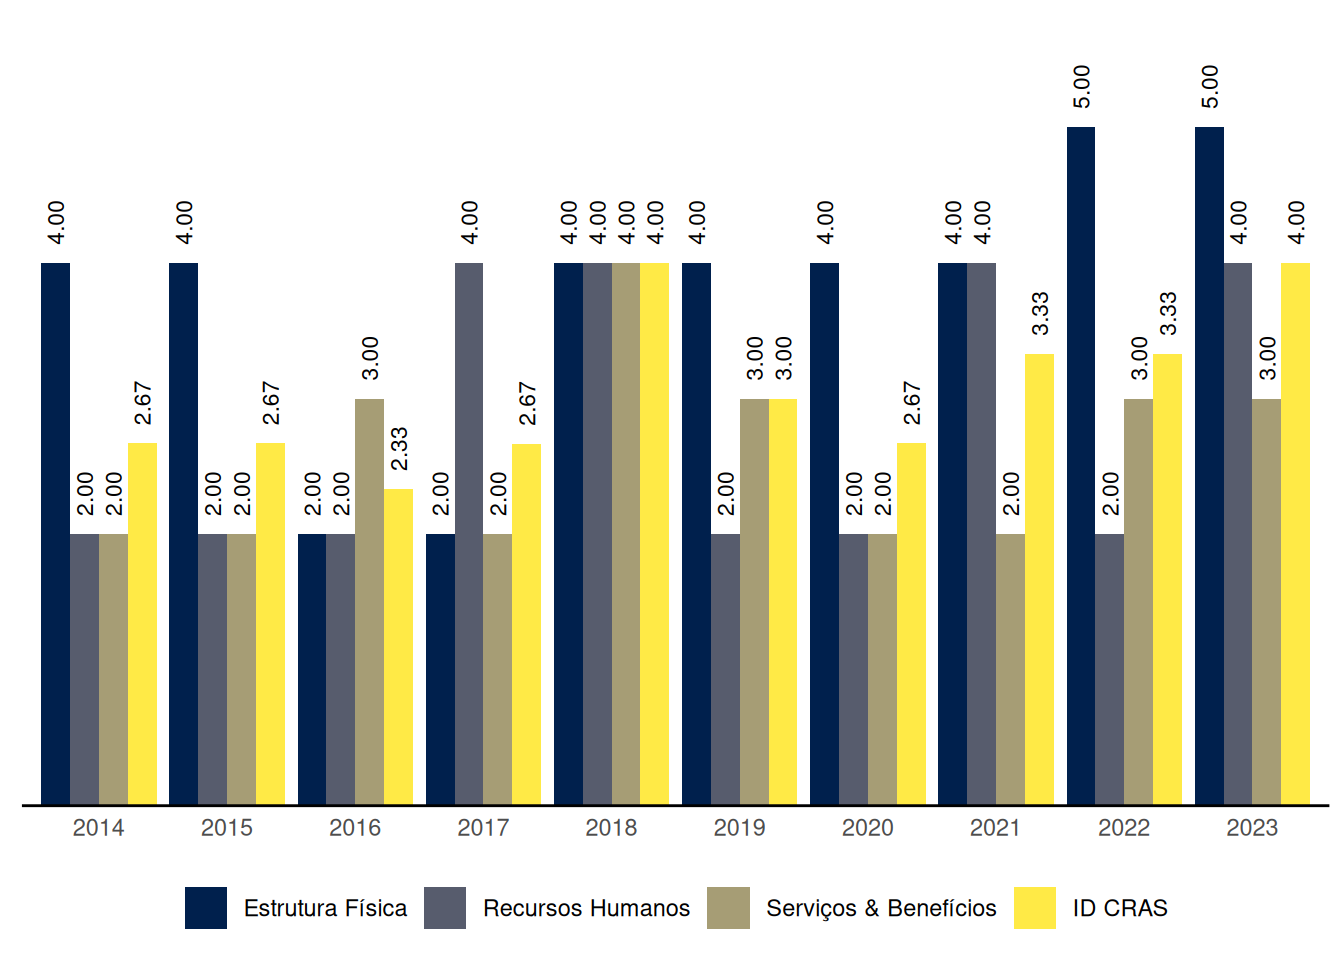 5.00 5.00
4.00 4.00 4.00 4.00 4.00 4.00 4.00 4.00 4.00 4.00 4.00 4.00 4.00
3.33 3.33
3.00 3.00 3.00 3.00 3.00
2.67 2.67 2.67 2.67
2.33
2.00 2.00 2.00 2.00 2.00 2.00 2.00 2.00 2.00 2.00 2.00 2.00 2.00
2014 2015 2016 2017 2018 2019 2020 2021 2022 2023
Estrutura Física Recursos Humanos Serviços & Benefícios ID CRAS